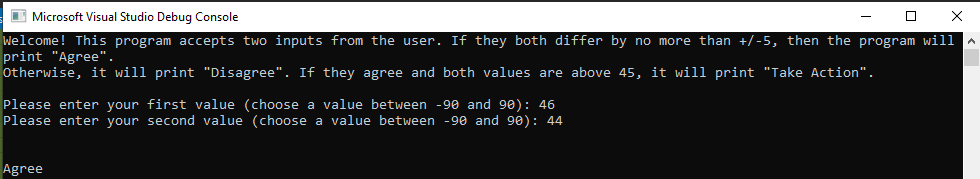 Microsoft Visual Studio Debug Console
Welcome! This program accepts two inputs from the user. If they both differ by no more than +/-5, then the program will
print "Agree".
Otherwise, it will print "Disagree". If they agree and both values are above 45, it will print "Take Action".
Please enter your first value (choose a value between -90 and 90): 46
Please enter your second value (choose a value between -90 and 90): 44
Agree